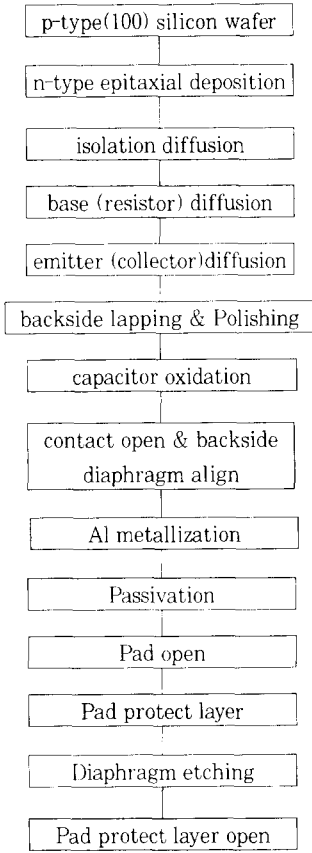 p-type(100) silicon wafer
n-type epitaxial deposition
isolation diffusion
base (resistor) diffusion
emitter (collector)diffusion
backside lapping & Polishing
capacitor oxidation
contact open & backside
diaphragm align
Al metallization
Passivation
Pad open
Pad protect layer
Diaphragm etching
Pad protect layer open